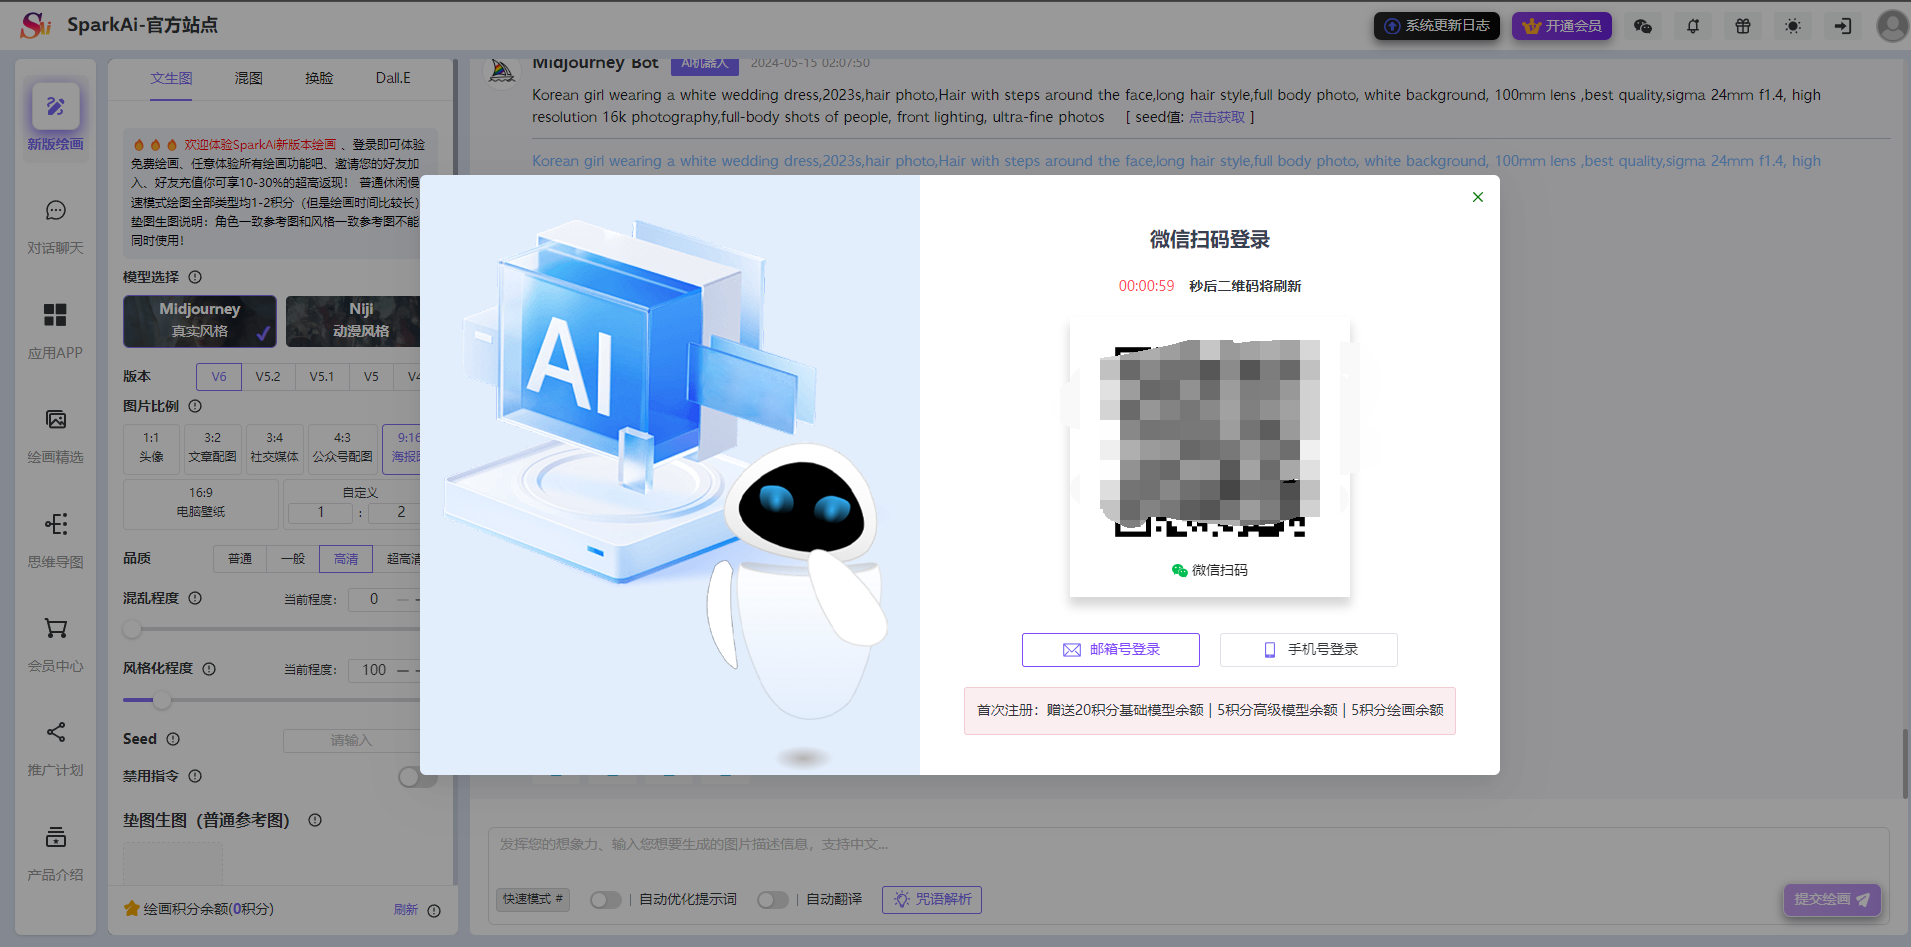 SparkAi-官方站点
系统更新日志
开通会员
新版绘画
对话聊天
应用APP
绘画精选
思维导图
会员中心
推广计划
产品介绍
文生图 混图 换脸 Dall.E
欢迎体验SparkAi新版本绘画 、登录即可体验
免费绘画、任意体验所有绘画功能吧、邀请您的好友加
入、好友充值你可享10-30%的超高返现！ 普通休闲慢
速模式绘图全部类型均1-2积分（但是绘画时间比较长）
垫图生图说明：角色一致参考图和风格一致参考图不能
同时使用！
模型选择
Midjourney
真实风格
Niji
动漫风格
版本 V6 V5.2 V5.1 V5
图片比例
1:1
头像
3:2
文章配图
3:4
社交媒体
4:3
公众号配图
9:16
16:9
电脑壁纸
自定义
1 : 2
品质 普通 一般 高清 超高清
混乱程度 当前程度： 0
风格化程度 当前程度： 100
Seed 请输入
禁用指令
垫图生图（普通参考图）
绘画积分余额(0积分) 刷新
Midjourney Bot AI机器人 2024-05-15 02:07:50
Korean girl wearing a white wedding dress,2023s,hair photo,Hair with steps around the face,long hair style,full body photo, white background, 100mm lens ,best quality,sigma 24mm f1.4, high
resolution 16k photography,full-body shots of people, front lighting, ultra-fine photos [ seed值: 点击获取 ]
Korean girl wearing a white wedding dress,2023s,hair photo,Hair with steps around the face,long hair style,full body photo, white background, 100mm lens ,best quality,sigma 24mm f1.4, high
AI
微信扫码登录
00:00:59 秒后二维码将刷新
微信扫码
邮箱号登录
手机号登录
首次注册：赠送20积分基础模型余额 | 5积分高级模型余额 | 5积分绘画余额
发挥您的想象力、输入您想要生成的图片描述信息，支持中文...
快速模式 #
| 自动优化提示词
| 自动翻译
咒语解析
提交绘画